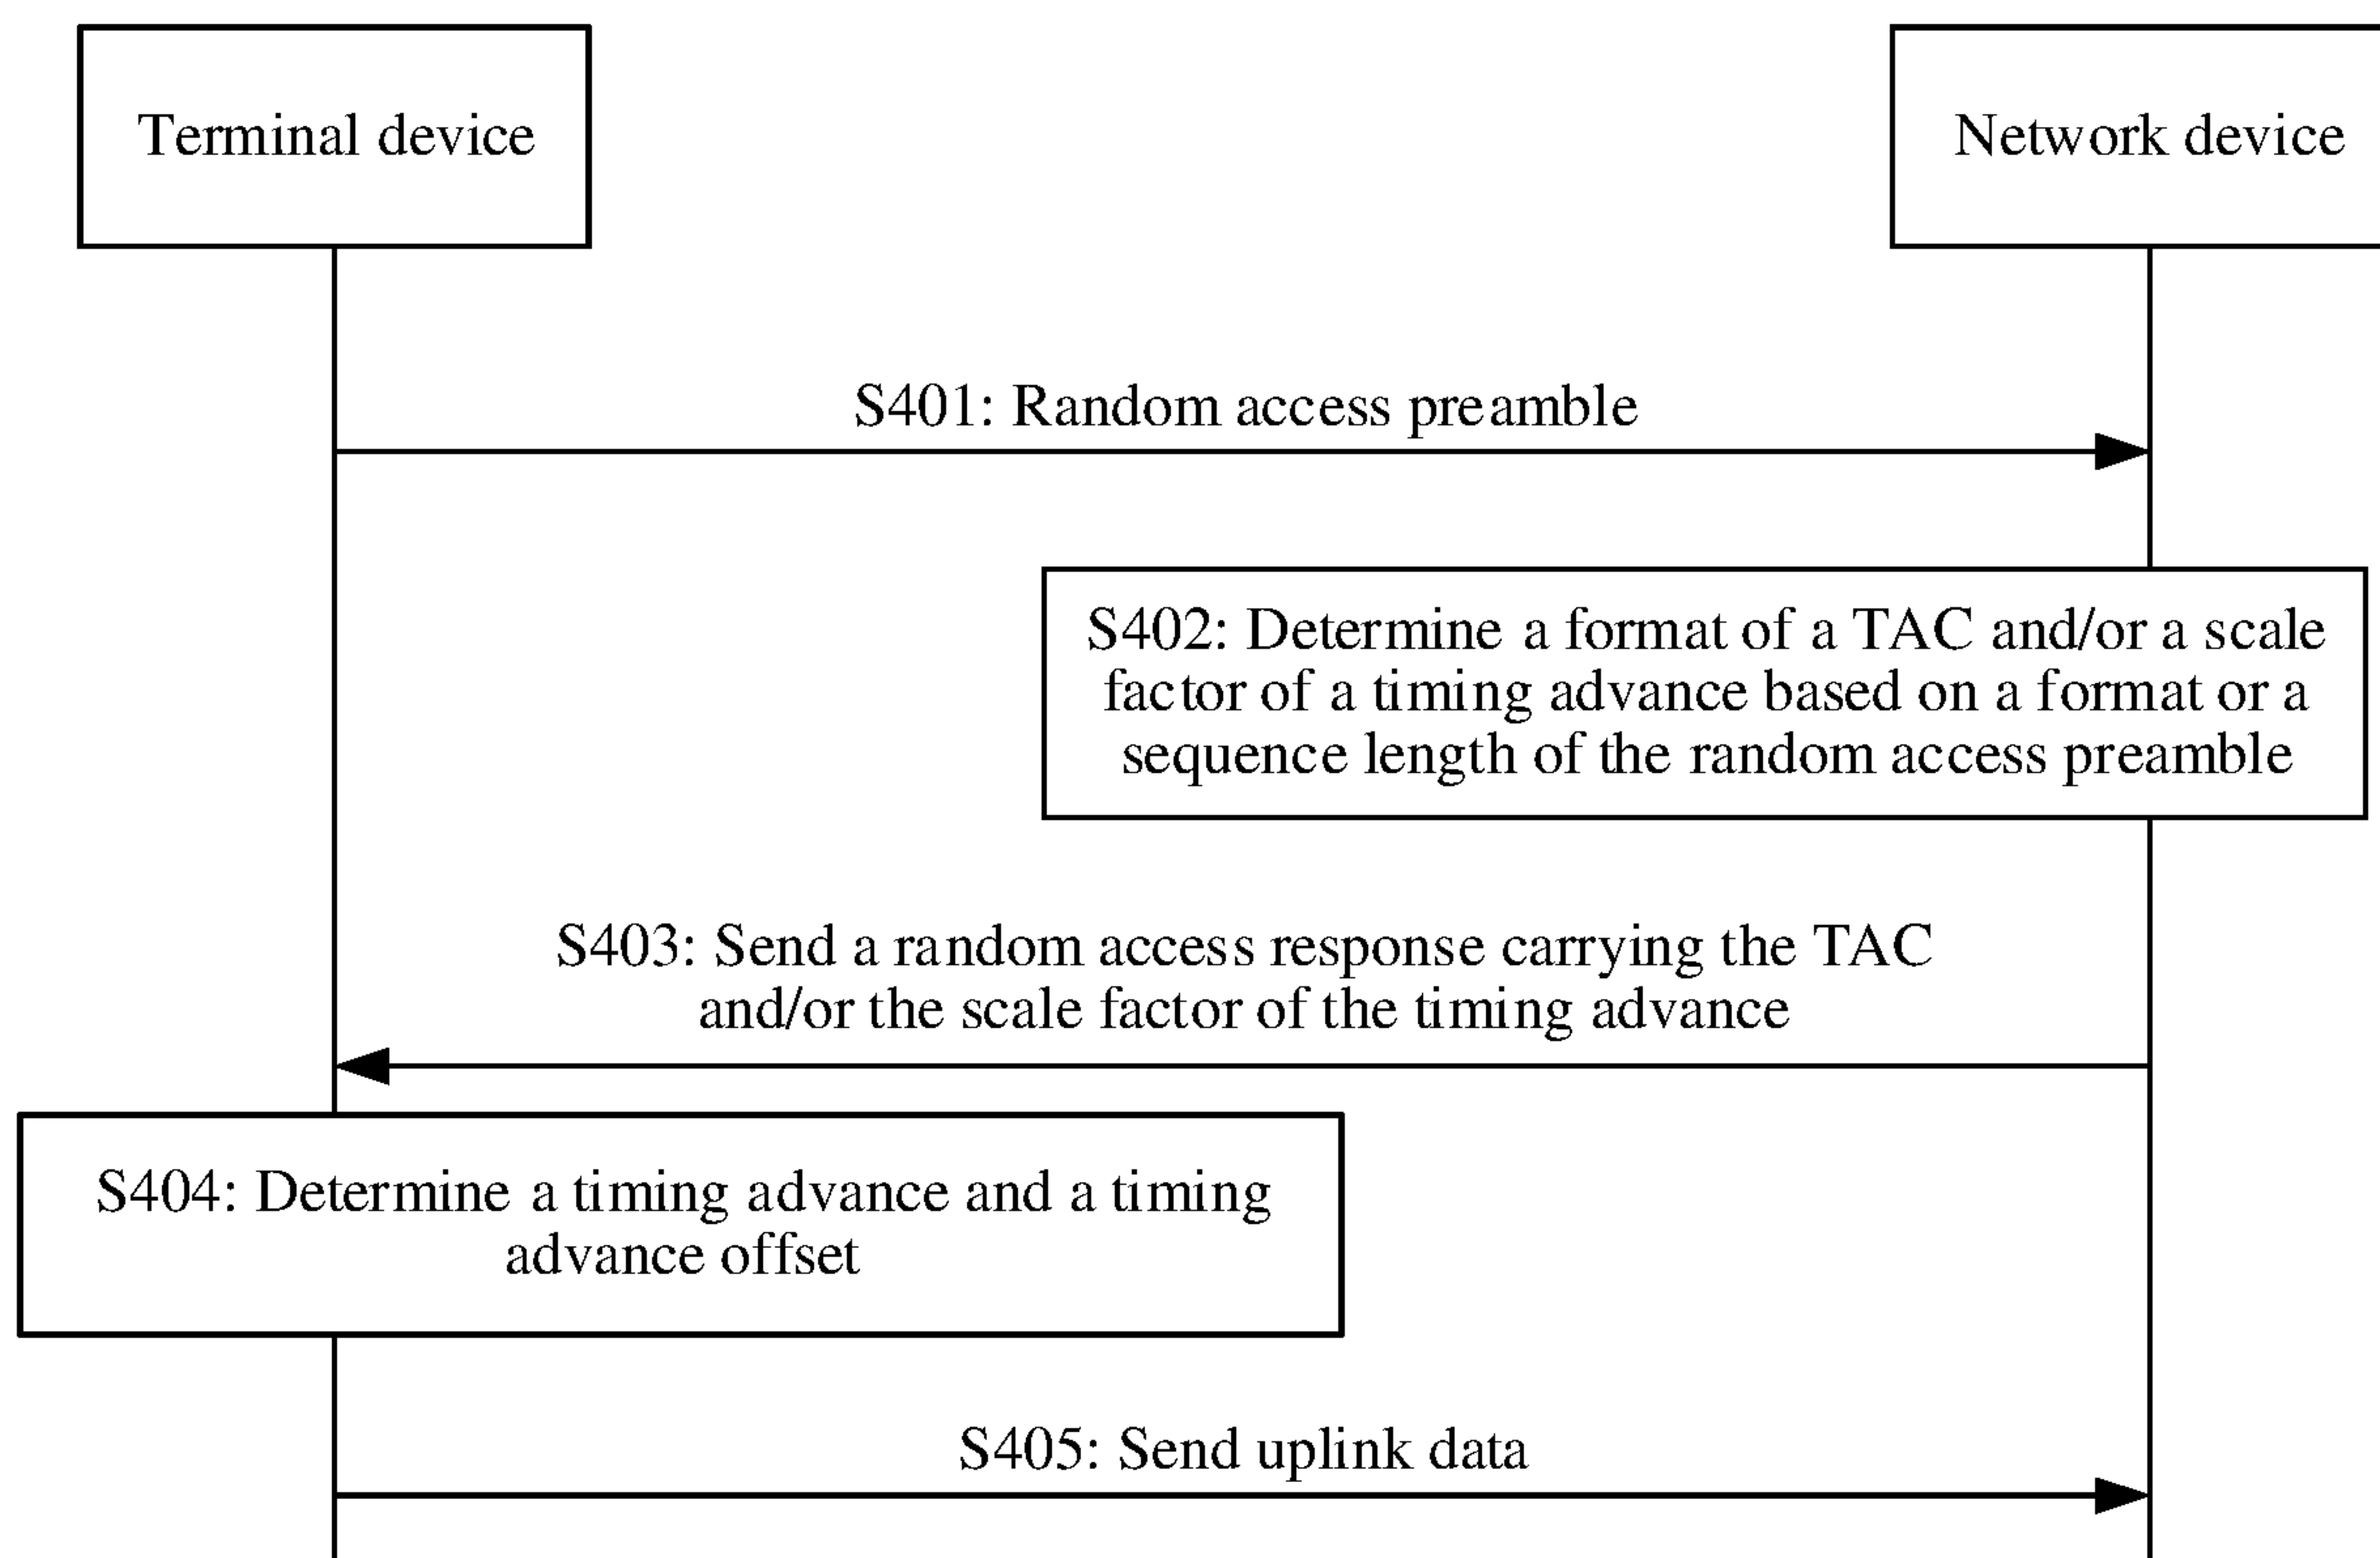 Terminal device
Network device
S401: Random access preamble
S402: Determine a format of a TAC and/or a scale
factor of a timing advance based on a format or a
sequence length of the random access preamble
S403: Send a random access response carrying the TAC
and/or the scale factor of the timing advance
S404: Determine a timing advance and a timing
advance offset
S405: Send uplink data